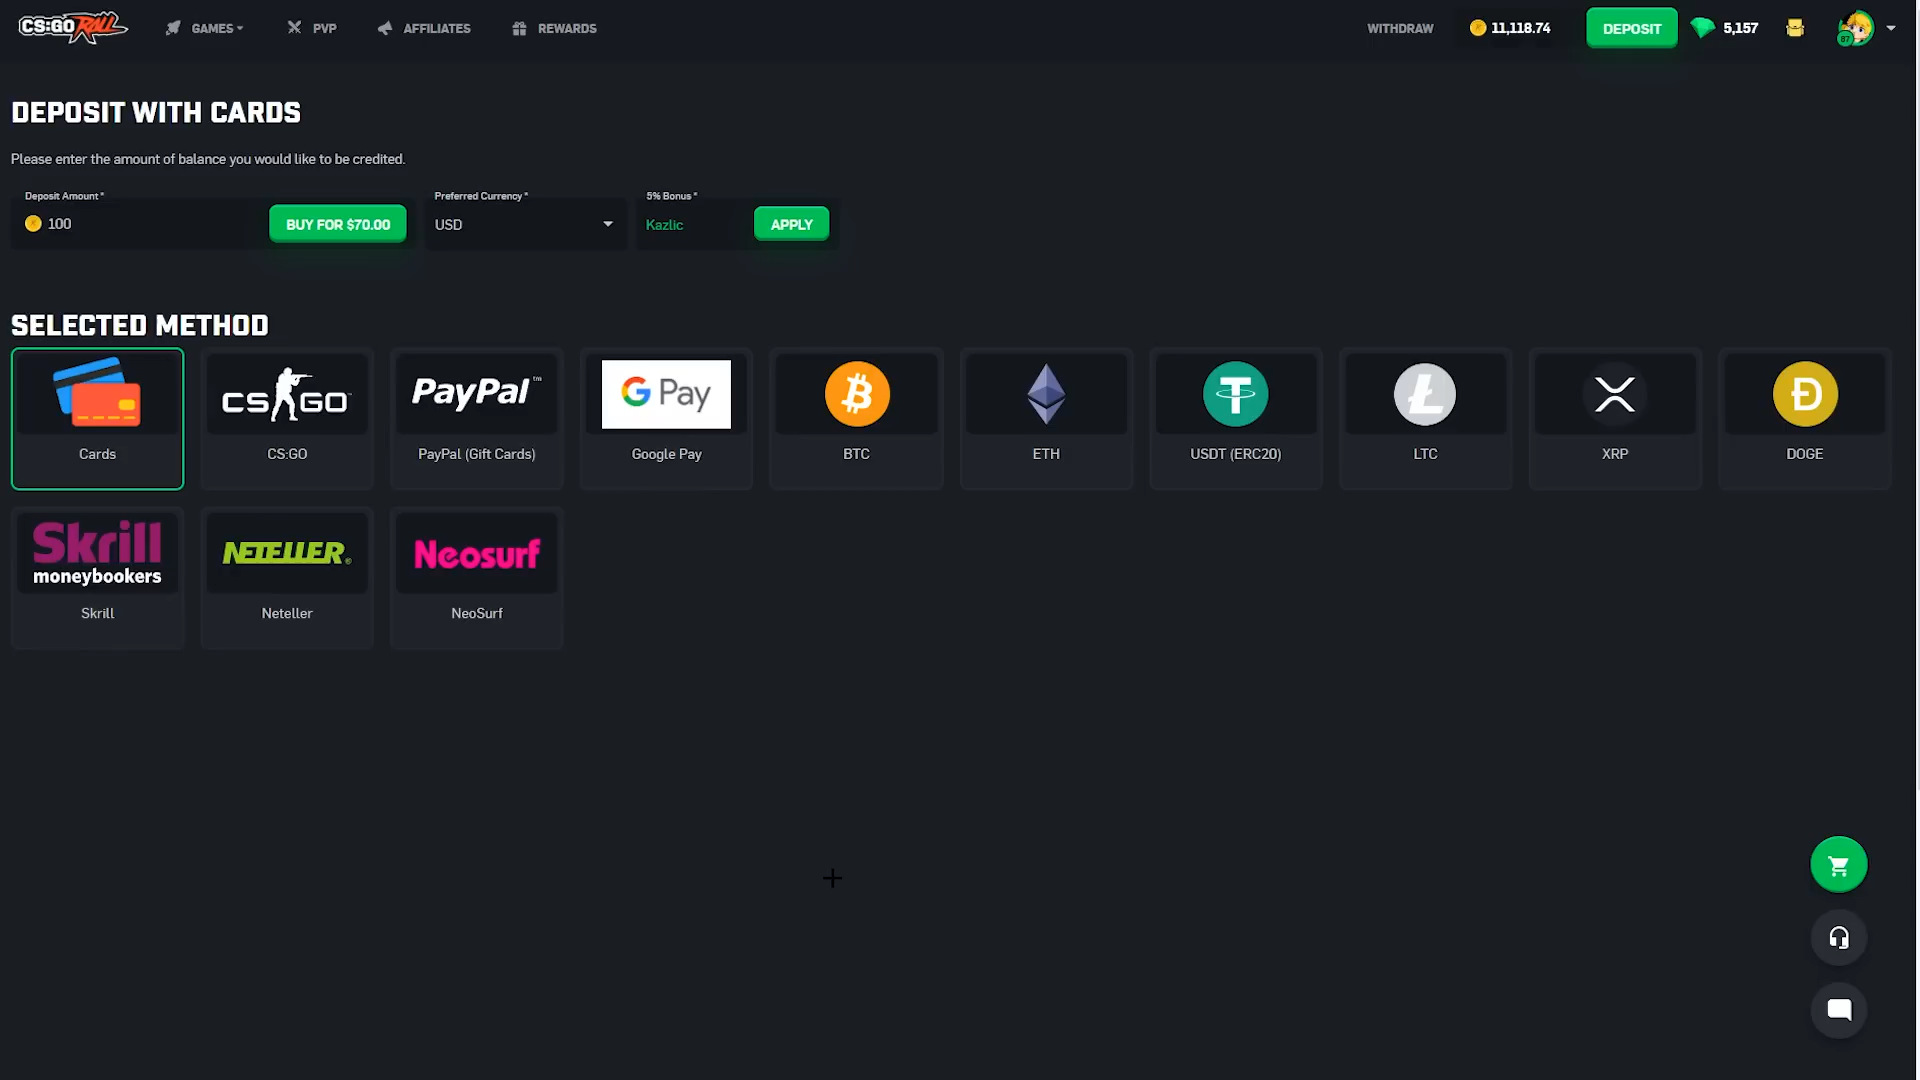 CS:GO ROLL GAMES PVP AFFILIATES REWARDS WITHDRAW 11,118.74 DEPOSIT 5,157
87
DEPOSIT WITH CARDS
Please enter the amount of balance you would like to be credited.
Deposit Amount * Preferred Currency * 5% Bonus *
100 BUY FOR $70.00 USD Kazlic APPLY
SELECTED METHOD
CS GO PayPal™ G Pay
Cards CS:GO PayPal (Gift Cards) Google Pay BTC ETH USDT (ERC20) LTC XRP DOGE
Skrill NETELLER® Neosurf
moneybookers
Skrill Neteller NeoSurf